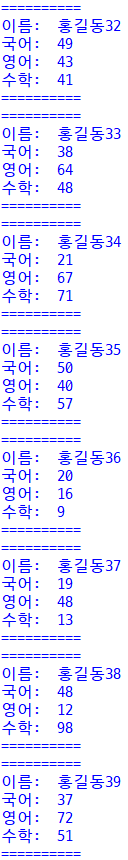 ==========
이름:  홍길동32
국어:  49
영어:  43
수학:  41
==========
==========
이름:  홍길동33
국어:  38
영어:  64
수학:  48
==========
==========
이름:  홍길동34
국어:  21
영어:  67
수학:  71
==========
==========
이름:  홍길동35
국어:  50
영어:  40
수학:  57
==========
==========
이름:  홍길동36
국어:  20
영어:  16
수학:  9
==========
==========
이름:  홍길동37
국어:  19
영어:  48
수학:  13
==========
==========
이름:  홍길동38
국어:  48
영어:  12
수학:  98
==========
==========
이름:  홍길동39
국어:  37
영어:  72
수학:  51
==========